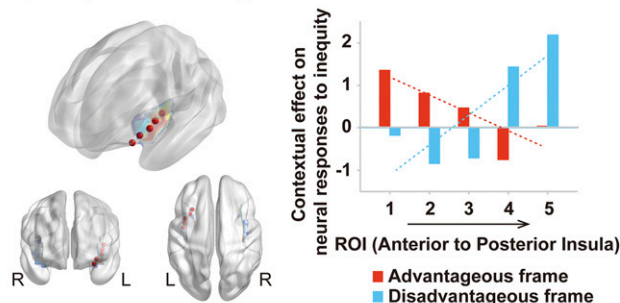 Contextual effect on
neural responses to inequity
2
1
0
-1
1 2 3 4 5
ROI (Anterior to Posterior Insula)
Advantageous frame
Disadvantageous frame
R L L R